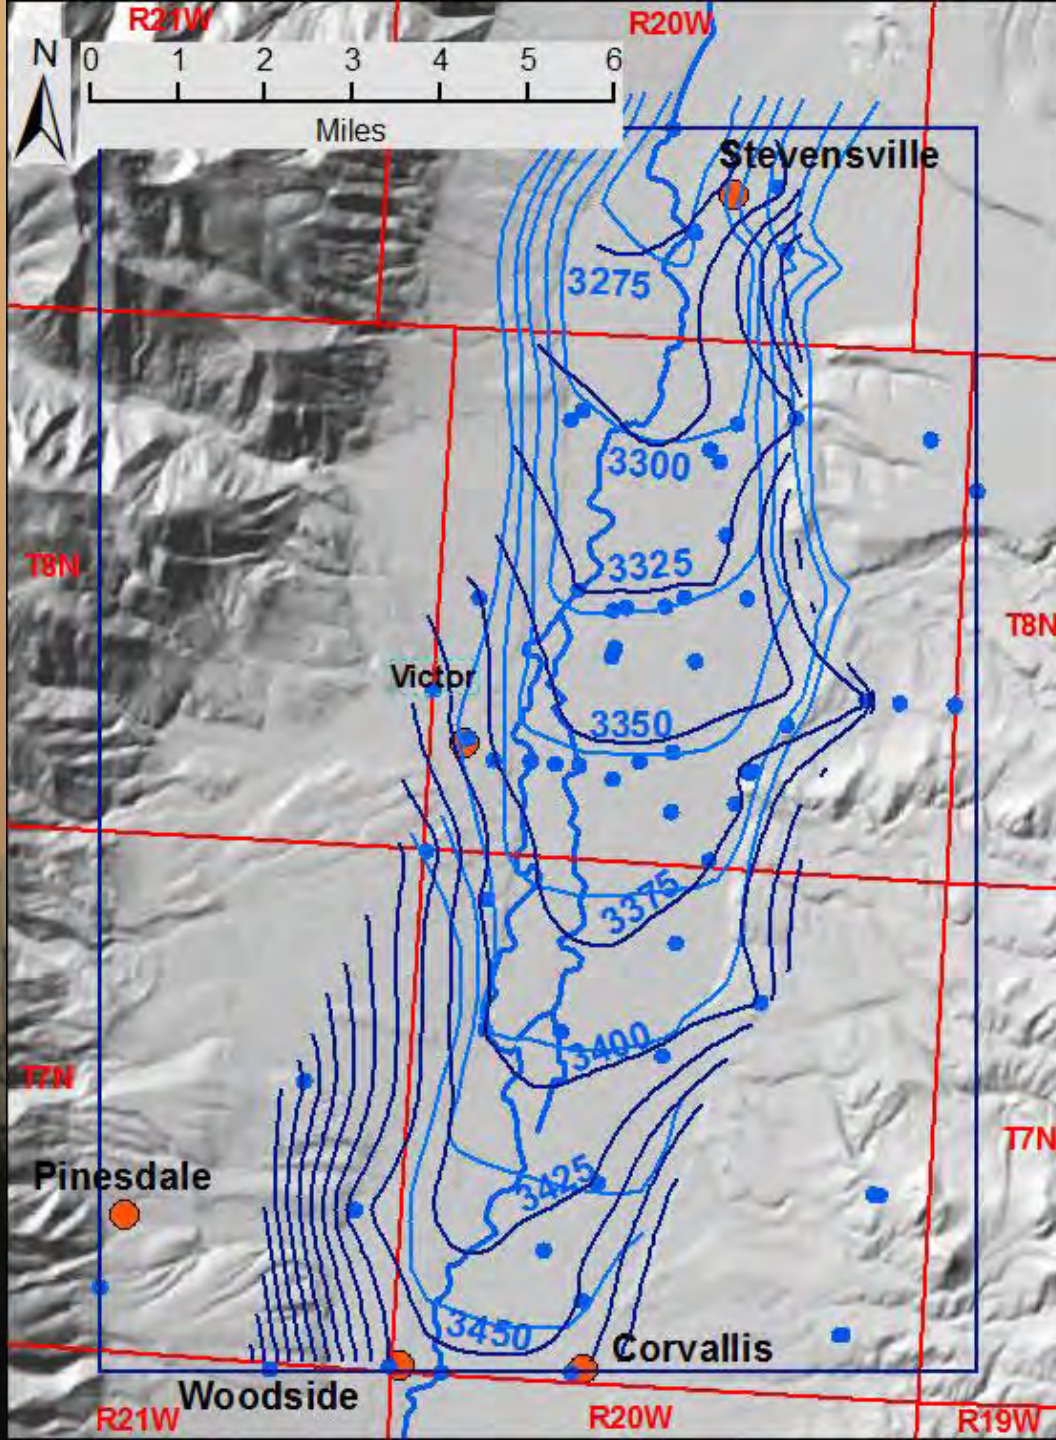 R21W
R20W
N
0 1 2 3 4 5 6
Miles
Stevensville
3275
3300
T8N
3325
T8N
Victor
3350
3375
3400
T7N
T7N
Pinesdale
3425
3450
Corvallis
Woodside
R21W
R20W
R19W